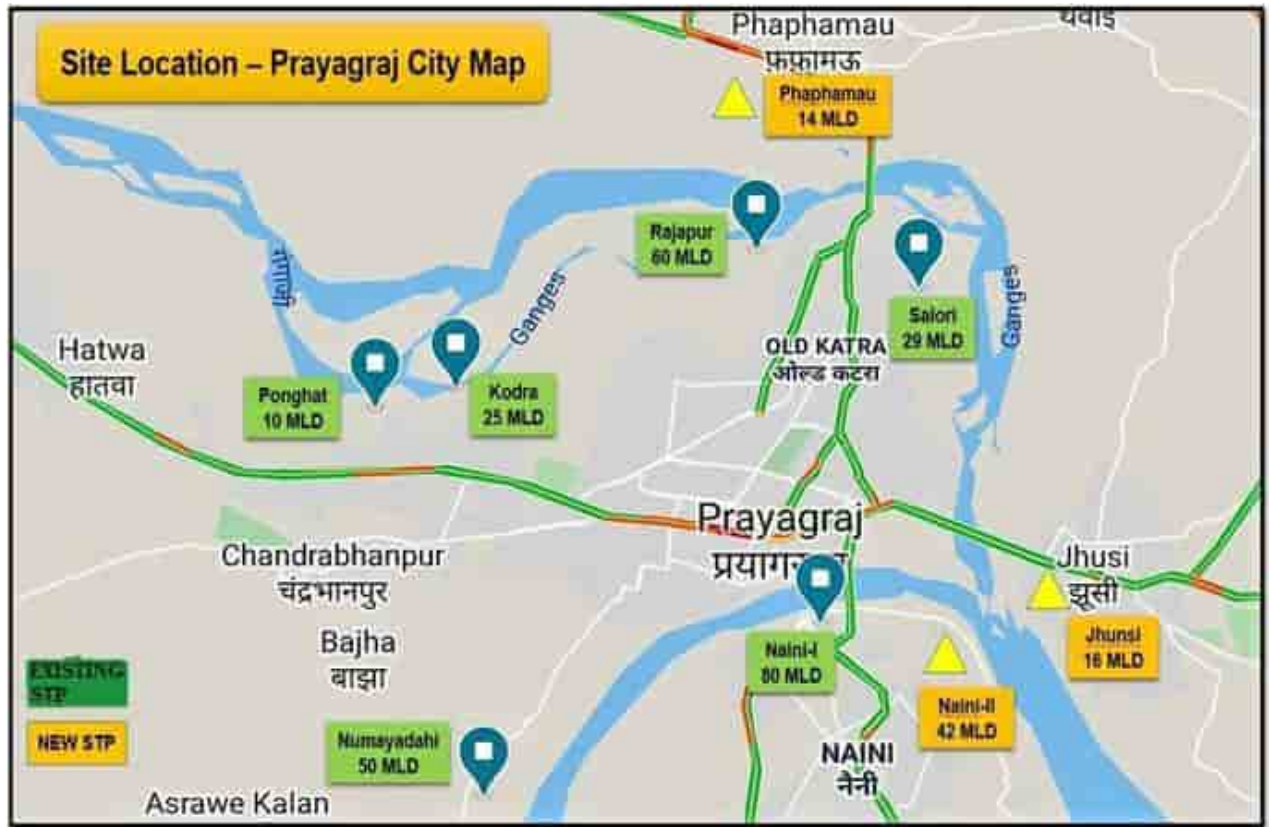 Site Location – Prayagraj City Map
Phaphamau
फ़फ़ामऊ
Phaphamau
14 MLD
Rajapur
60 MLD
Salori
29 MLD
Ganges
Ganges
Hatwa
हातवा
OLD KATRA
ओल्ड कटरा
Ponghat
10 MLD
Kodra
25 MLD
Prayagraj
Chandrabhanpur
चंद्रभानपुर
Jhusi
झूसी
Bajha
बाझा
Naini-I
80 MLD
Jhunsi
16 MLD
EXISTING
STP
NEW STP
Naini-II
42 MLD
Numayadahi
50 MLD
NAINI
नैनी
Asrawe Kalan